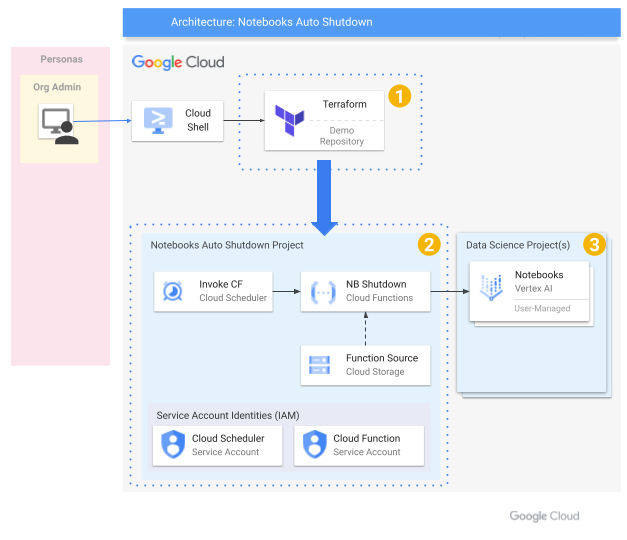 Architecture: Notebooks Auto Shutdown
Personas
Google Cloud
Org Admin
Cloud
Shell
Terraform
Demo
Repository
1
Notebooks Auto Shutdown Project
2
Data Science Project(s)
3
Invoke CF
Cloud Scheduler
NB Shutdown
Cloud Functions
Notebooks
Vertex AI
User-Managed
Function Source
Cloud Storage
Service Account Identities (IAM)
Cloud Scheduler
Service Account
Cloud Function
Service Account
Google Cloud